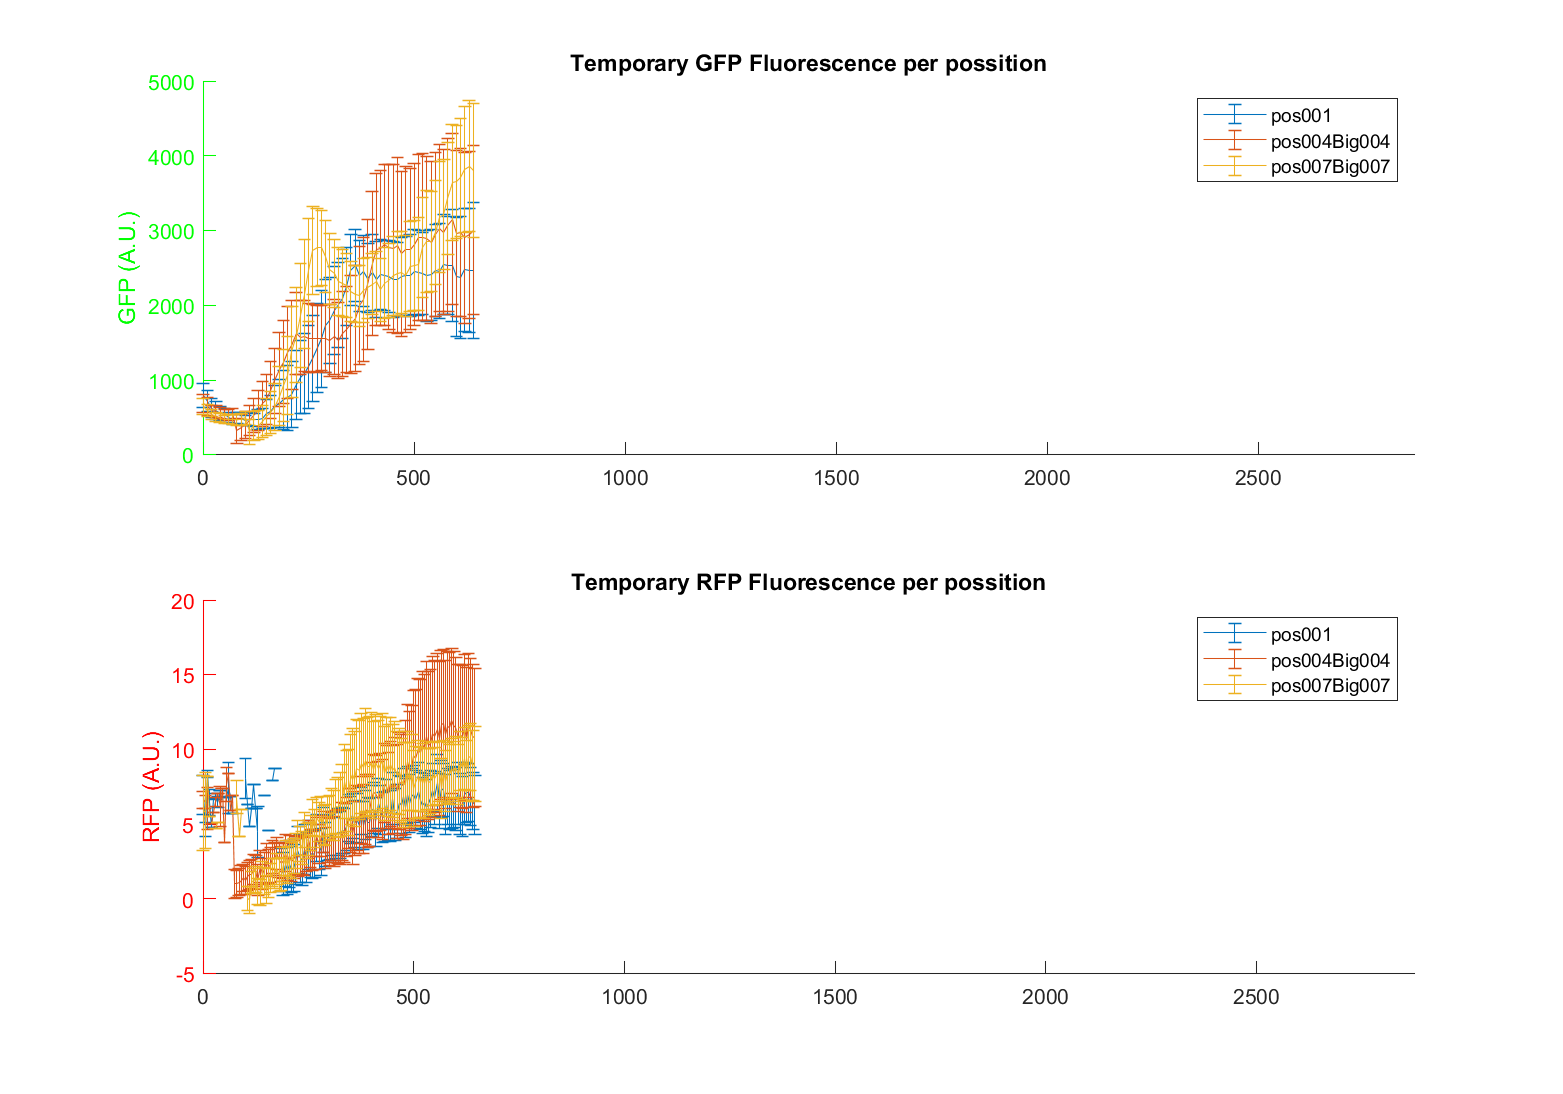 Temporary GFP Fluorescence per possition
5000
4000
3000
2000
1000
0
GFP (A.U.)
0 500 1000 1500 2000 2500
pos001
pos004Big004
pos007Big007
Temporary RFP Fluorescence per possition
20
15
10
5
0
-5
RFP (A.U.)
0 500 1000 1500 2000 2500
pos001
pos004Big004
pos007Big007